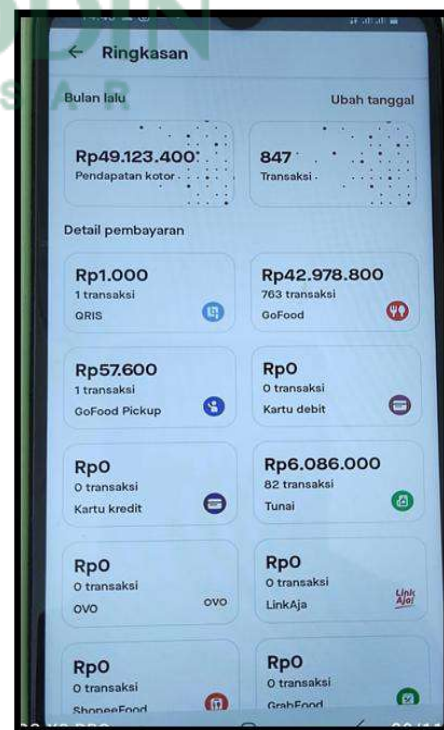 ← Ringkasan
Bulan lalu Ubah tanggal
Rp49.123.400
Pendapatan kotor
847
Transaksi
Detail pembayaran
Rp1.000
1 transaksi
QRIS
Rp42.978.800
763 transaksi
GoFood
Rp57.600
1 transaksi
GoFood Pickup
Rp0
0 transaksi
Kartu debit
Rp0
0 transaksi
Kartu kredit
Rp6.086.000
82 transaksi
Tunai
Rp0
0 transaksi
OVO
OVO
Rp0
0 transaksi
LinkAja
Link
Aja!
Rp0
0 transaksi
ShopeeFood
Rp0
0 transaksi
GrabFood